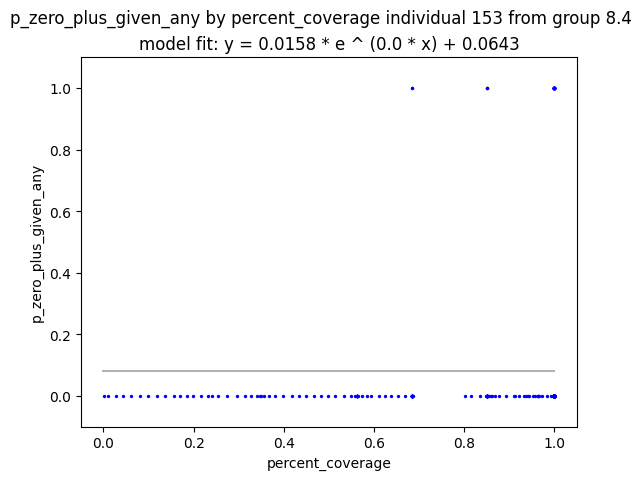 p_zero_plus_given_any by percent_coverage individual 153 from group 8.4
model fit: y = 0.0158 * e ^ (0.0 * x) + 0.0643
p_zero_plus_given_any
1.0
0.8
0.6
0.4
0.2
0.0
0.0 0.2 0.4 0.6 0.8 1.0
percent_coverage